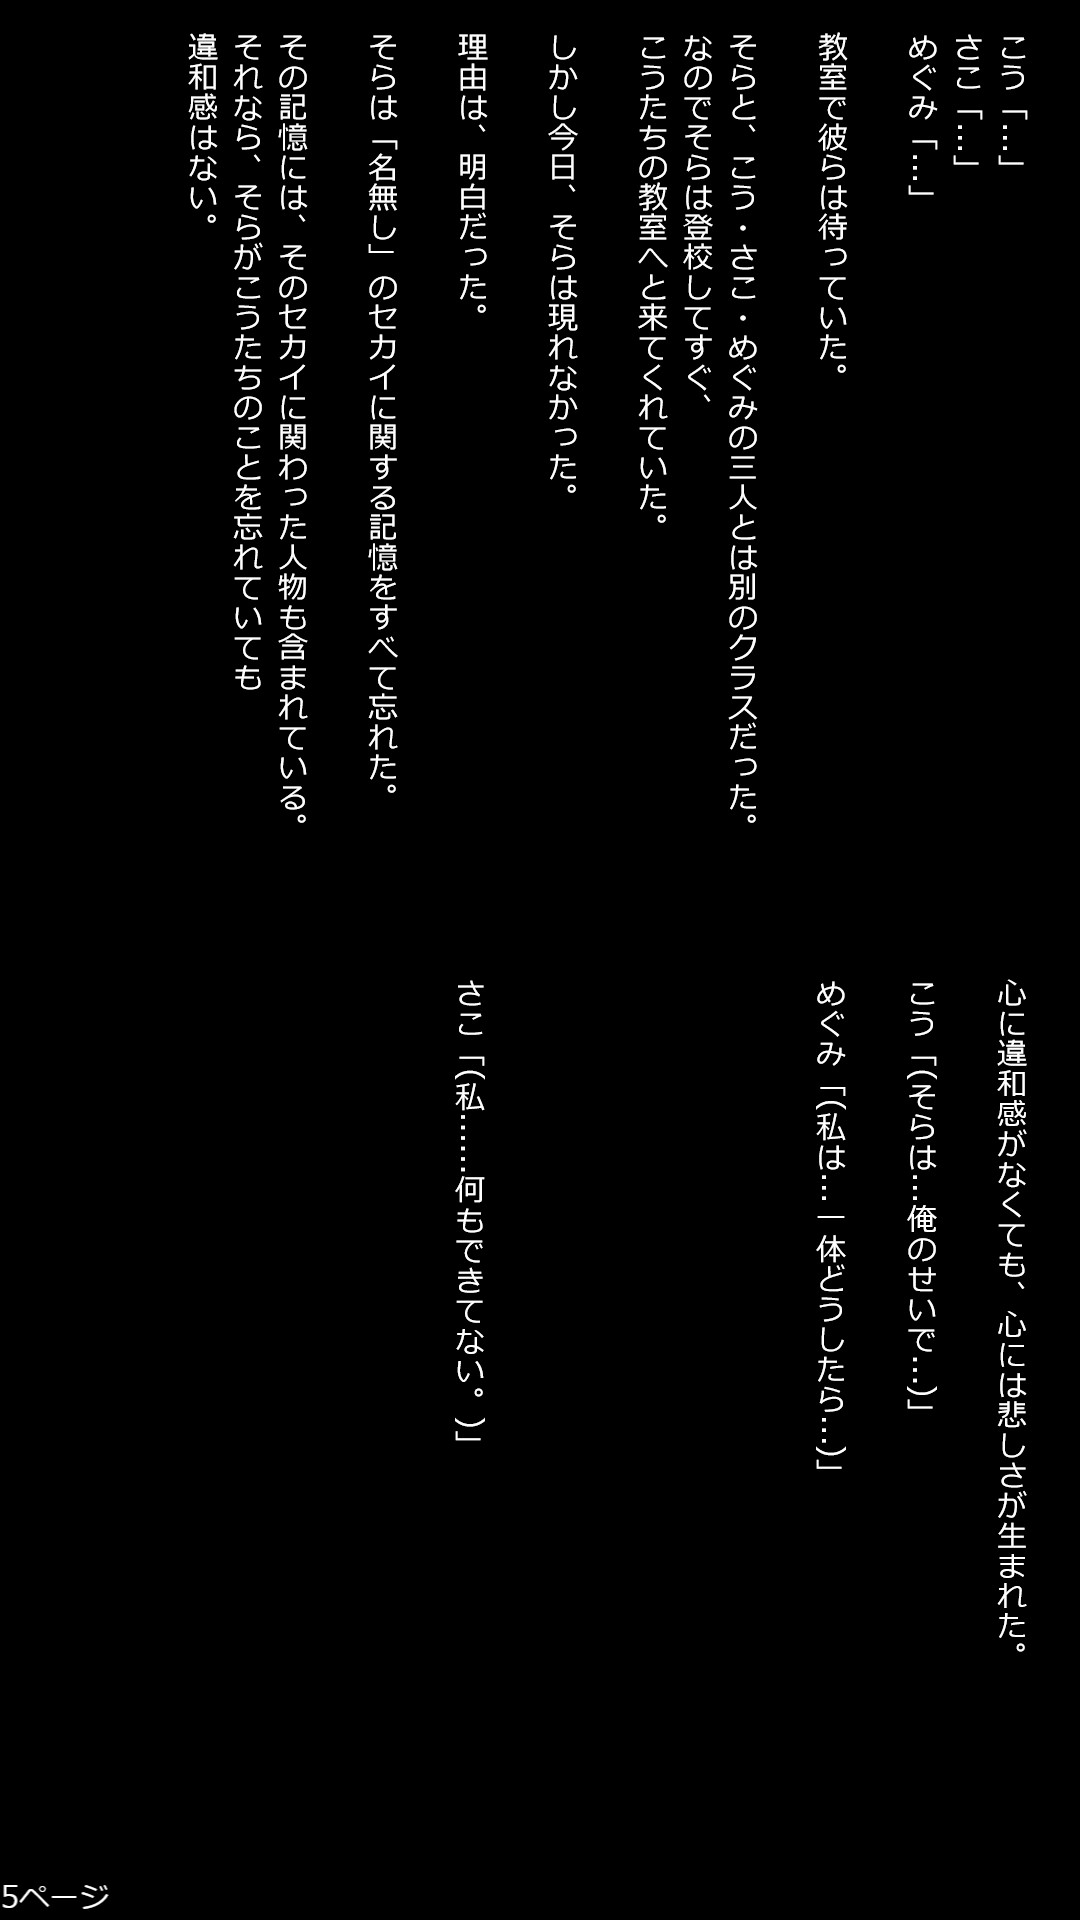 こう「…」
さこ「…」
めぐみ「…」
教室で彼らは待っていた。
そらと、こう・さこ・めぐみの三人とは別のクラスだった。
なのでそらは登校してすぐ、
こうたちの教室へと来てくれていた。
しかし今日、そらは現れなかった。
理由は、明白だった。
そらは「名無し」のセカイに関する記憶をすべて忘れた。
その記憶には、そのセカイに関わった人物も含まれている。
それなら、そらがこうたちのことを忘れていても
違和感はない。
心に違和感がなくても、心には悲しさが生まれた。
こう「(そらは…俺のせいで…)」
めぐみ「(私は…一体どうしたら…)」
さこ「(私……何もできてない。)」
5ページ